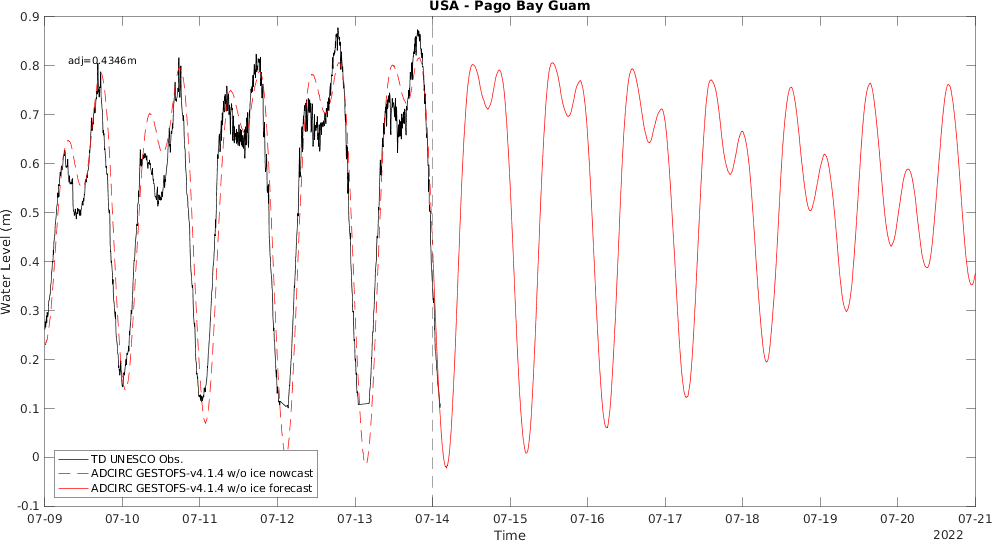 USA - Pago Bay Guam
adj=0.4346m
Water Level (m)
0.9
0.8
0.7
0.6
0.5
0.4
0.3
0.2
0.1
0
-0.1
TD UNESCO Obs.
ADCIRC GESTOFS-v4.1.4 w/o ice nowcast
ADCIRC GESTOFS-v4.1.4 w/o ice forecast
07-09 07-10 07-11 07-12 07-13 07-14 07-15 07-16 07-17 07-18 07-19 07-20 07-21
Time
2022